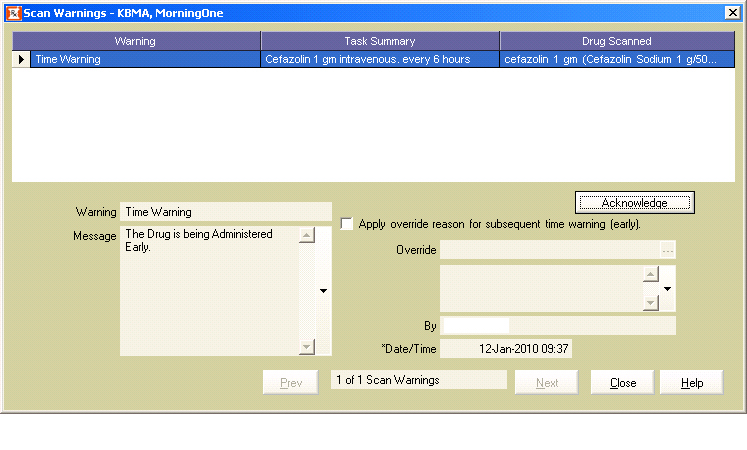 Scan Warnings - KBMA, MorningOne
Warning Task Summary Drug Scanned
Time Warning Cefazolin 1 gm intravenous. every 6 hours cefazolin 1 gm (Cefazolin Sodium 1 g/50...
Acknowledge
Warning Time Warning
Apply override reason for subsequent time warning (early).
Message The Drug is being Administered
Early.
Override ...
By
*Date/Time 12-Jan-2010 09:37
Prev 1 of 1 Scan Warnings Next Close Help